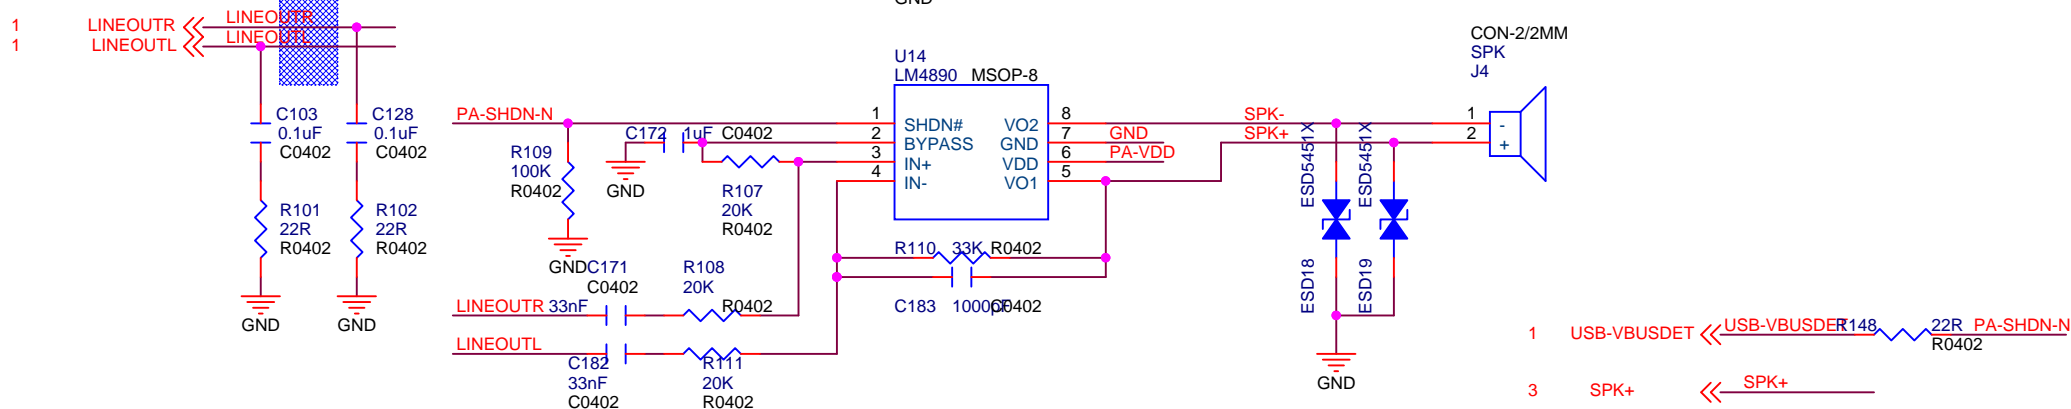 GND
1 LINEOUTR LINEOUTR
1 LINEOUTL LINEOUTL
CON-2/2MM
SPK
J4
U14
LM4890 MSOP-8
C103
0.1uF
C0402
C128
0.1uF
C0402
PA-SHDN-N
C172 1uF C0402
1 SHDN#
2 BYPASS
3 IN+
4 IN-
VO2 8
GND 7
VDD 6
VO1 5
SPK-
GND
SPK+
PA-VDD
1 -
2 +
ESD5451X
ESD5451X
R109
100K
R0402
GND
R107
20K
R0402
R101
22R
R0402
R102
22R
R0402
GND
GND
GND
R110 33K R0402
C183 1000pF C0402
C171
C0402
R108
20K
R0402
LINEOUTR 33nF
LINEOUTL
C182
33nF
C0402
R111
20K
R0402
ESD18
ESD19
GND
1 USB-VBUSDET USB-VBUSDET R148 22R PA-SHDN-N
R0402
3 SPK+ SPK+